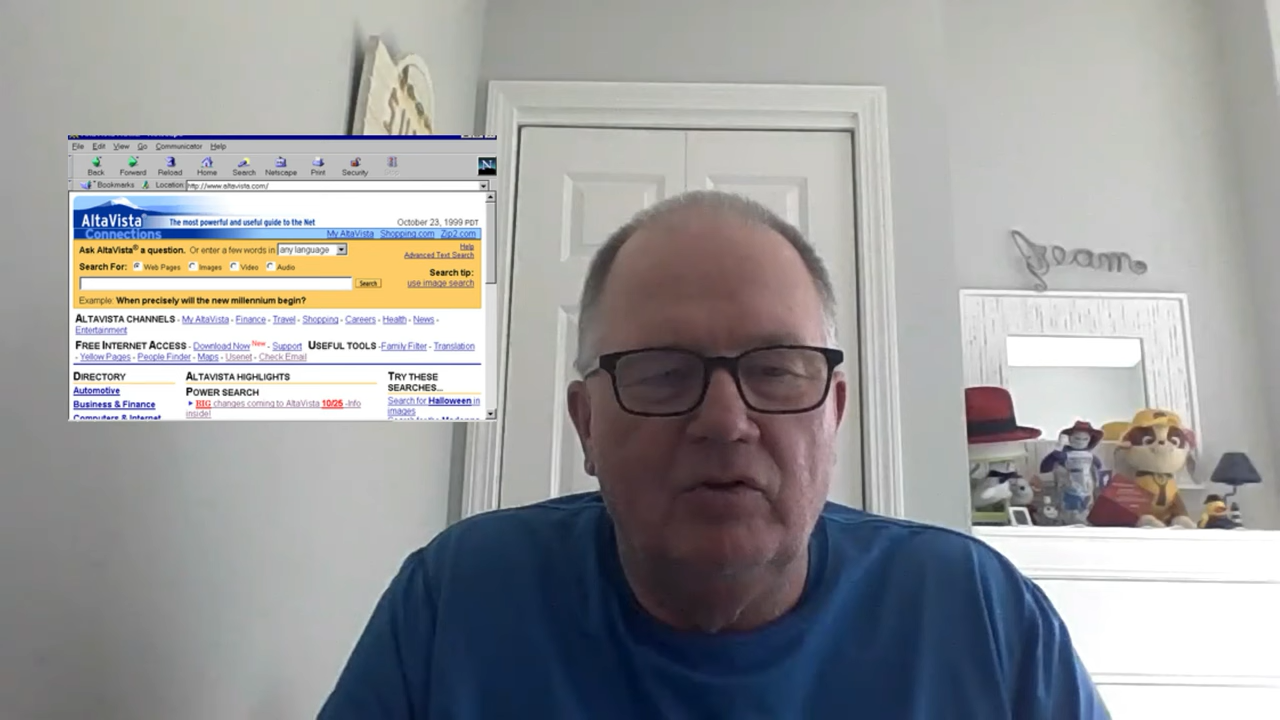 File Edit View Go Communicator Help
Back Forward Reload Home Search Netscape Print Security Stop
Bookmarks Location: http://www.altavista.com/
N
AltaVista® The most powerful and useful guide to the Net October 23, 1999 PDT
Connections My AltaVista Shopping.com Zip2.com
Ask AltaVista® a question. Or enter a few words in any language Help
Advanced Text Search
Search For: Web Pages Images Video Audio
Search tip:
Search use image search
Example: When precisely will the new millennium begin?
ALTAVISTA CHANNELS - My AltaVista - Finance - Travel - Shopping - Careers - Health - News -
Entertainment
FREE INTERNET ACCESS - Download Now New - Support USEFUL TOOLS - Family Filter - Translation
- Yellow Pages - People Finder - Maps - Usenet - Check Email
DIRECTORY
Automotive
Business & Finance
Computers & Internet
ALTAVISTA HIGHLIGHTS
POWER SEARCH
BIG changes coming to AltaVista 10/25 -Info
inside!
TRY THESE
SEARCHES...
Search for Halloween in
images
Dream